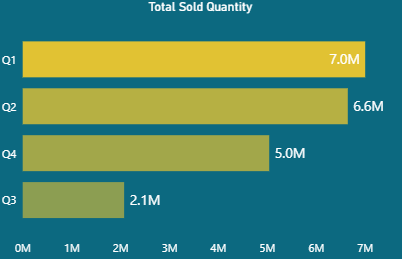 Total Sold Quantity
Q1 7.0M
Q2 6.6M
Q4 5.0M
Q3 2.1M
0M 1M 2M 3M 4M 5M 6M 7M